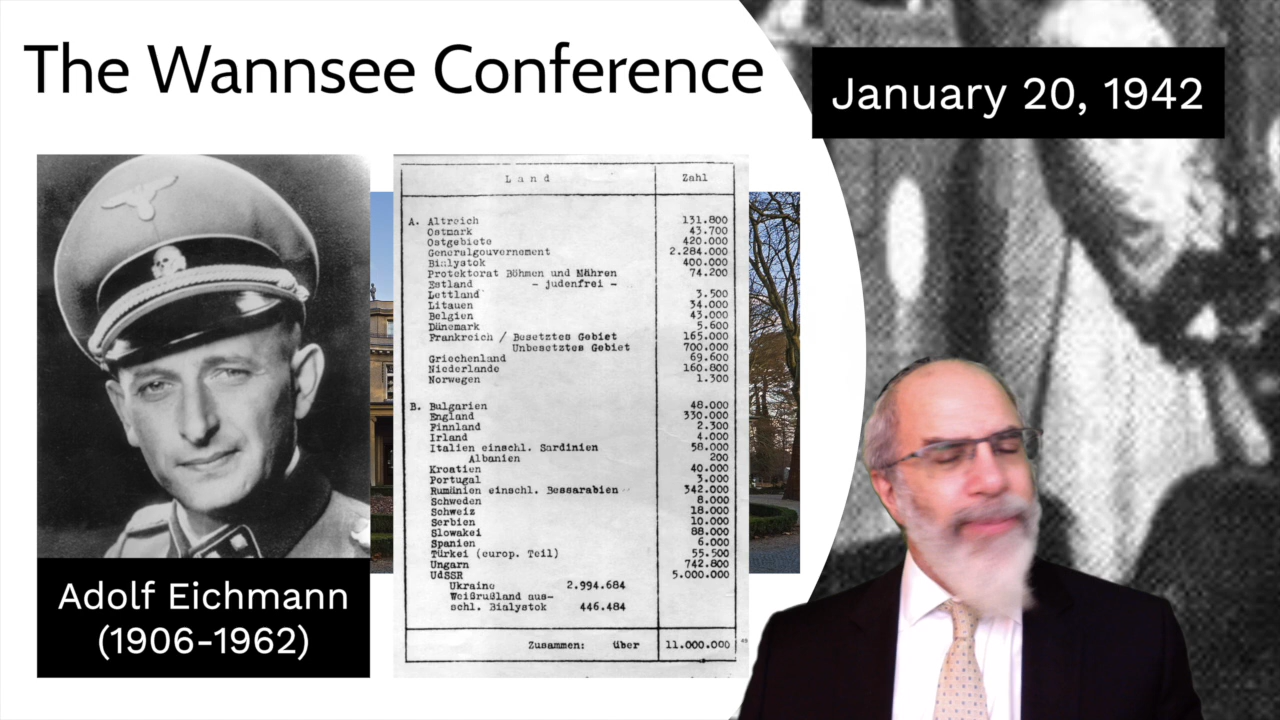 The Wannsee Conference
January 20, 1942
Adolf Eichmann
(1906-1962)
Land Zahl
A. Altreich 131.800
Ostmark 43.700
Ostgebiete 420.000
Generalgouvernement 2.284.000
Bialystok 400.000
Protektorat Böhmen und Mähren 74.200
Estland - judenfrei -
Lettland 3.500
Litauen 34.000
Belgien 43.000
Dänemark 5.600
Frankreich / Besetztes Gebiet 165.000
Unbesetztes Gebiet 700.000
Griechenland 69.600
Niederlande 160.800
Norwegen 1.300
B. Bulgarien 48.000
England 330.000
Finnland 2.300
Irland 4.000
Italien einschl. Sardinien 58.000
Albanien 200
Kroatien 40.000
Portugal 3.000
Rumänien einschl. Bessarabien 342.000
Schweden 8.000
Schweiz 18.000
Serbien 10.000
Slowakei 88.000
Spanien 6.000
Türkei (europ. Teil) 55.500
Ungarn 742.800
UdSSR 5.000.000
Ukraine 2.994.684
Weißrußland aus-
schl. Bialystok 446.484
Zusammen: über 11.000.000